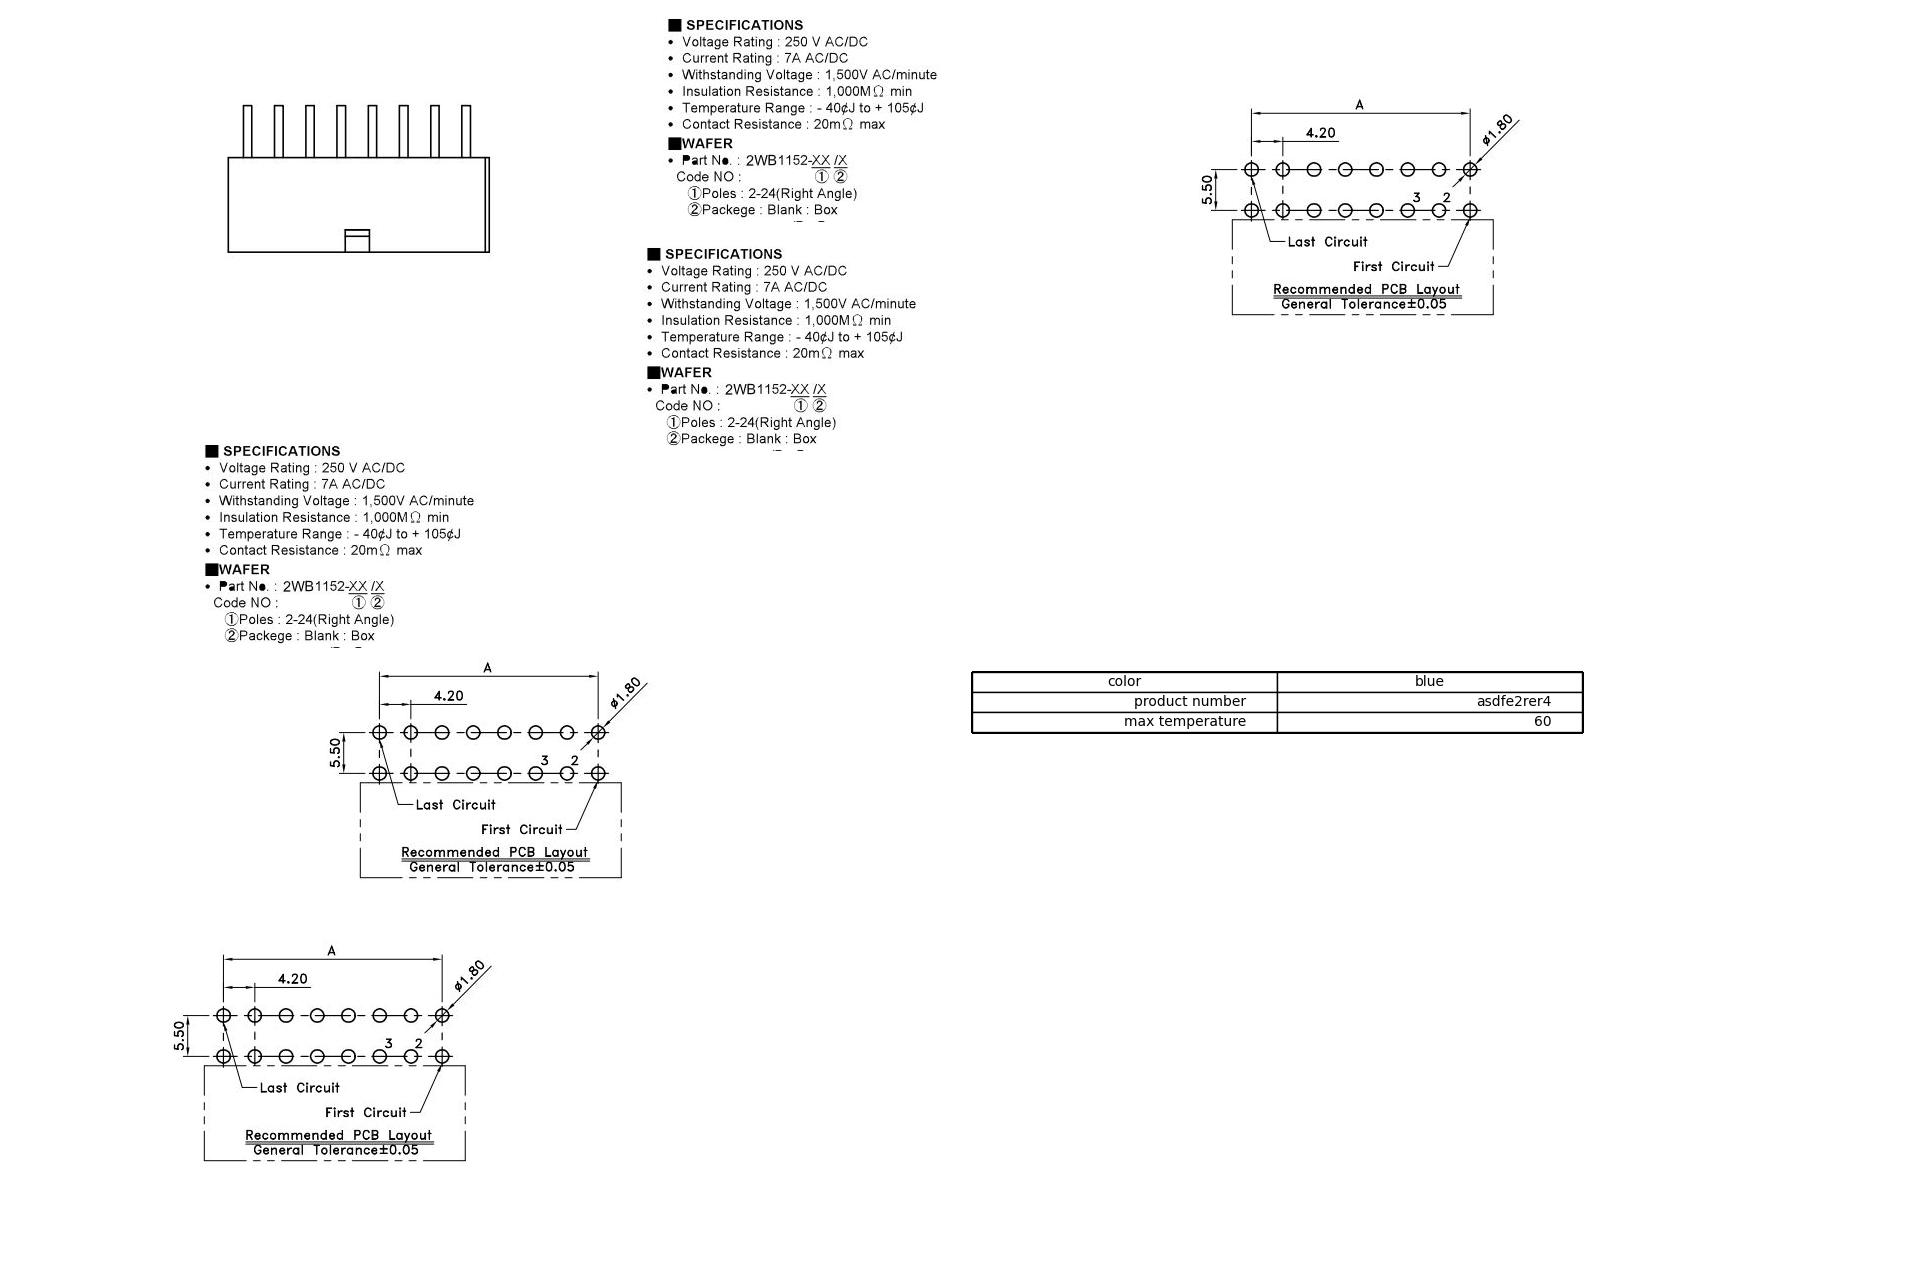 ■ SPECIFICATIONS
• Voltage Rating : 250 V AC/DC
• Current Rating : 7A AC/DC
• Withstanding Voltage : 1,500V AC/minute
• Insulation Resistance : 1,000MΩ min
• Temperature Range : - 40¢J to + 105¢J
• Contact Resistance : 20mΩ max
■WAFER
• Part No. : 2WB1152-XX /X
Code NO : ① ②
①Poles : 2-24(Right Angle)
②Packege : Blank : Box
A
4.20
ø1.80
5.50
3 2
Last Circuit
First Circuit
Recommended PCB Layout
General Tolerance±0.05
■ SPECIFICATIONS
• Voltage Rating : 250 V AC/DC
• Current Rating : 7A AC/DC
• Withstanding Voltage : 1,500V AC/minute
• Insulation Resistance : 1,000MΩ min
• Temperature Range : - 40¢J to + 105¢J
• Contact Resistance : 20mΩ max
■WAFER
• Part No. : 2WB1152-XX /X
Code NO : ① ②
①Poles : 2-24(Right Angle)
②Packege : Blank : Box
■ SPECIFICATIONS
• Voltage Rating : 250 V AC/DC
• Current Rating : 7A AC/DC
• Withstanding Voltage : 1,500V AC/minute
• Insulation Resistance : 1,000MΩ min
• Temperature Range : - 40¢J to + 105¢J
• Contact Resistance : 20mΩ max
■WAFER
• Part No. : 2WB1152-XX /X
Code NO : ① ②
①Poles : 2-24(Right Angle)
②Packege : Blank : Box
A
4.20
ø1.80
5.50
3 2
Last Circuit
First Circuit
Recommended PCB Layout
General Tolerance±0.05
color blue
product number asdfe2rer4
max temperature 60
A
4.20
ø1.80
5.50
3 2
Last Circuit
First Circuit
Recommended PCB Layout
General Tolerance±0.05